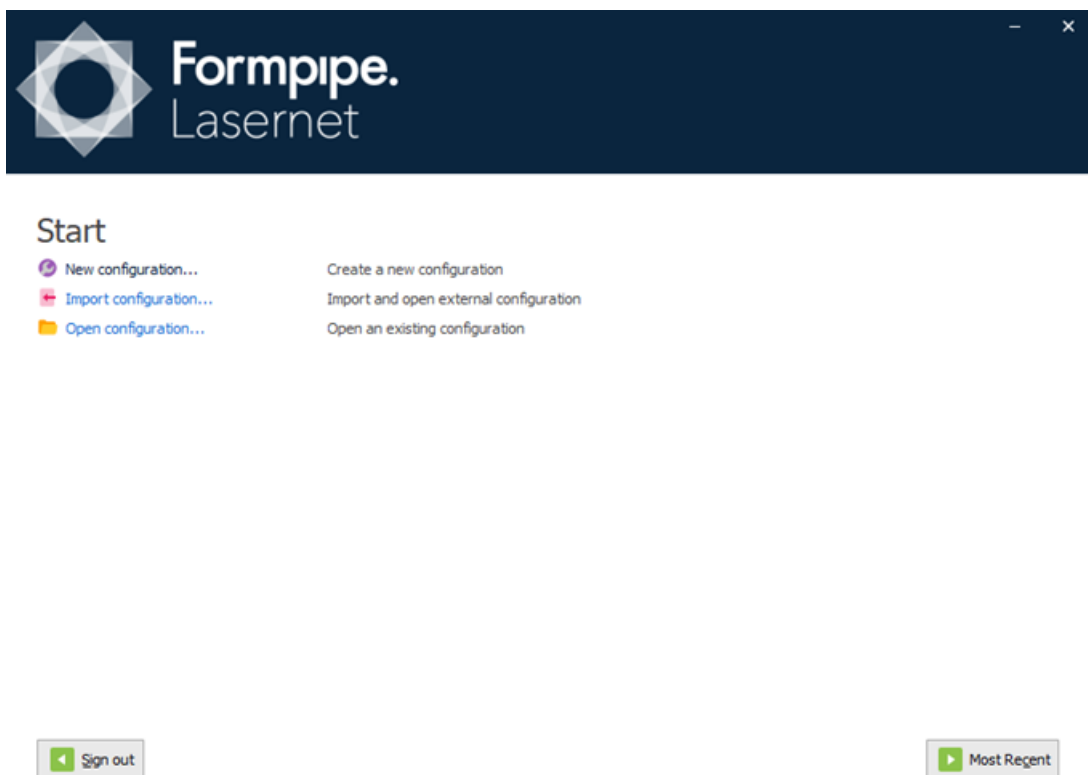 Formpipe.
Lasernet
Start
New configuration... Create a new configuration
Import configuration... Import and open external configuration
Open configuration... Open an existing configuration
Sign out Most Recent